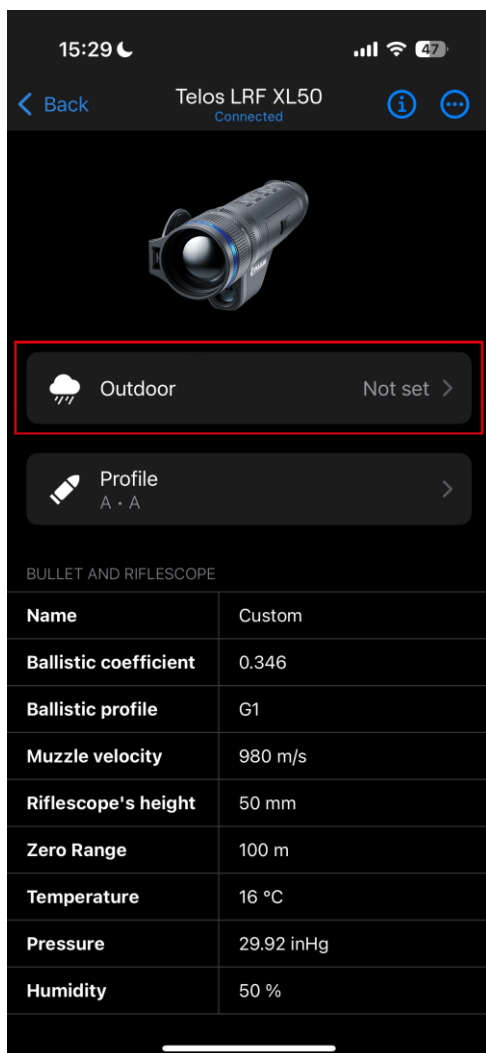 15:29
47
Back
Telos LRF XL50
Connected
Outdoor
Not set
Profile
A • A
BULLET AND RIFLESCOPE
Name Custom
Ballistic coefficient 0.346
Ballistic profile G1
Muzzle velocity 980 m/s
Riflescope's height 50 mm
Zero Range 100 m
Temperature 16 °C
Pressure 29.92 inHg
Humidity 50 %